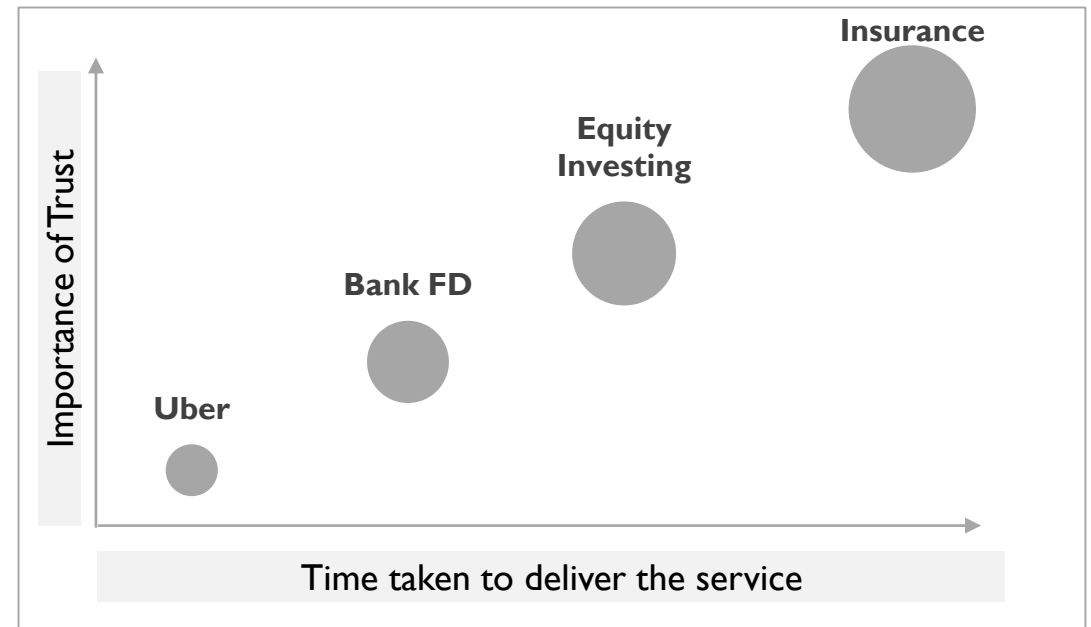 Insurance
Equity
Investing
Bank FD
Uber
Importance of Trust
Time taken to deliver the service